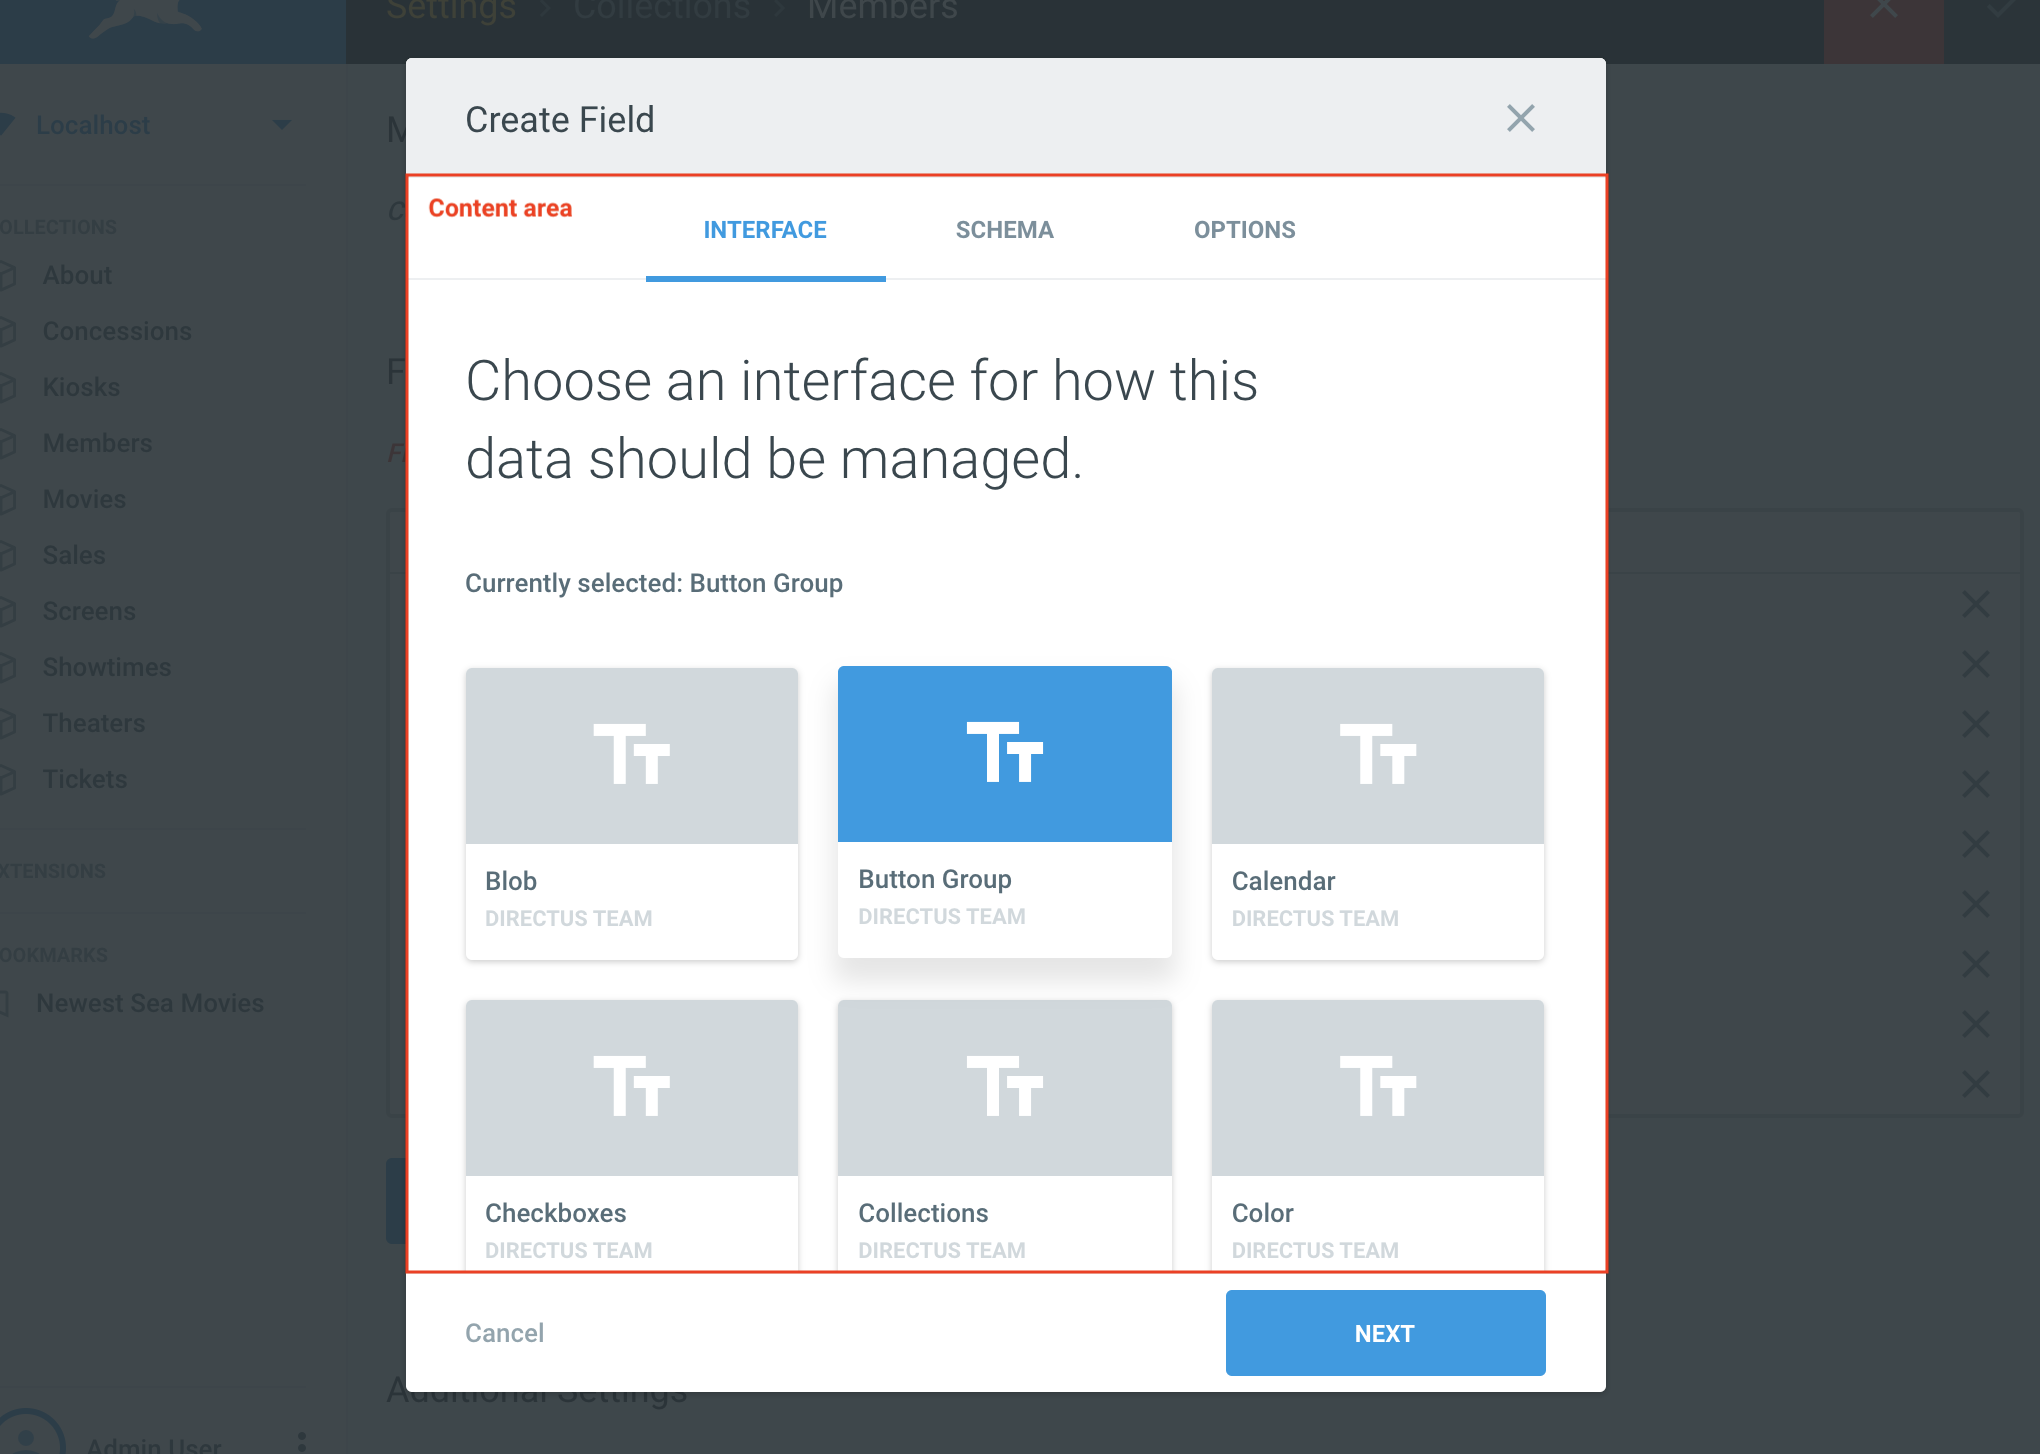 Settings > Collections > Members
Localhost
OLLECTIONS
About
Concessions
Kiosks
Members
Movies
Sales
Screens
Showtimes
Theaters
Tickets
XTENSIONS
OOKMARKS
Newest Sea Movies
Admin User
Create Field
Content area
INTERFACE
SCHEMA
OPTIONS
Choose an interface for how this
data should be managed.
Currently selected: Button Group
Blob
DIRECTUS TEAM
Button Group
DIRECTUS TEAM
Calendar
DIRECTUS TEAM
Checkboxes
DIRECTUS TEAM
Collections
DIRECTUS TEAM
Color
DIRECTUS TEAM
Cancel
NEXT
Additional Settings